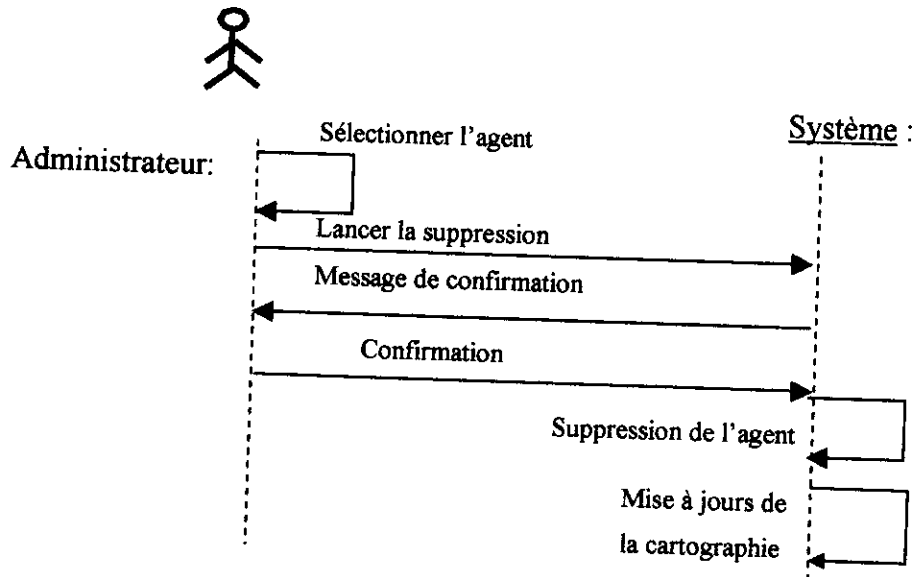 Sélectionner l'agent
Système :
Administrateur:
Lancer la suppression
Message de confirmation
Confirmation
Suppression de l'agent
Mise à jours de
la cartographie